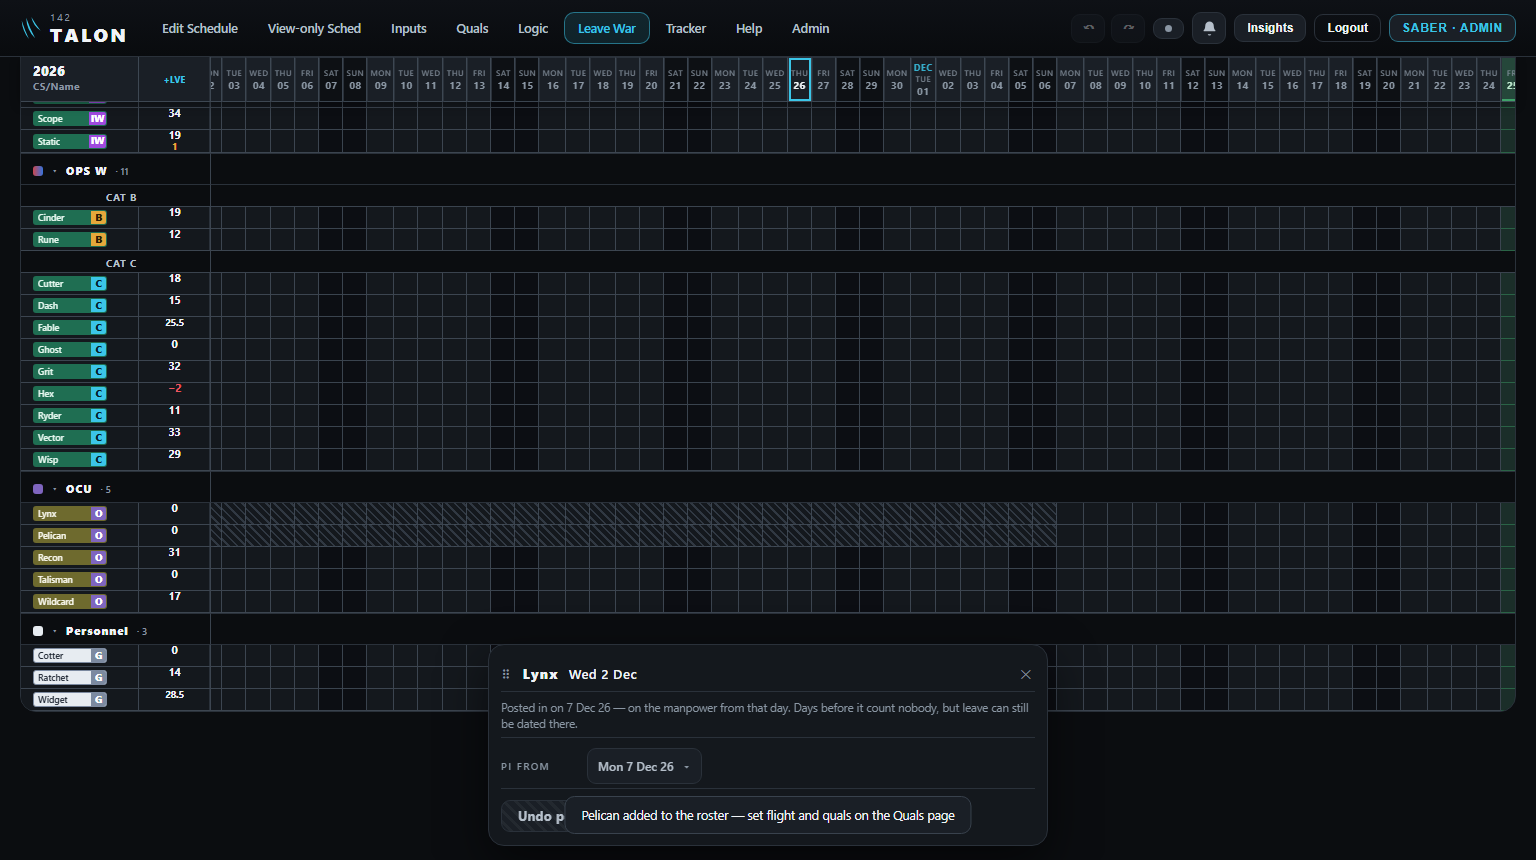 142
TALON
Edit Schedule
View-only Sched
Inputs
Quals
Logic
Leave War
Tracker
Help
Admin
Insights
Logout
SABER · ADMIN
2026
CS/Name
+LVE
TUE 03
WED 04
THU 05
FRI 06
SAT 07
SUN 08
MON 09
TUE 10
WED 11
THU 12
FRI 13
SAT 14
SUN 15
MON 16
TUE 17
WED 18
THU 19
FRI 20
SAT 21
SUN 22
MON 23
TUE 24
WED 25
THU 26
FRI 27
SAT 28
SUN 29
MON 30
DEC TUE 01
WED 02
THU 03
FRI 04
SAT 05
SUN 06
MON 07
TUE 08
WED 09
THU 10
FRI 11
SAT 12
SUN 13
MON 14
TUE 15
WED 16
THU 17
FRI 18
SAT 19
SUN 20
MON 21
TUE 22
WED 23
THU 24
Scope IW 34
Static IW 19
1
OPS W · 11
CAT B
Cinder B 19
Rune B 12
CAT C
Cutter C 18
Dash C 15
Fable C 25.5
Ghost C 0
Grit C 32
Hex C −2
Ryder C 11
Vector C 33
Wisp C 29
OCU · 5
Lynx O 0
Pelican O 0
Recon O 31
Talisman O 0
Wildcard O 17
Personnel · 3
Cotter G 0
Ratchet G 14
Widget G 28.5
Lynx Wed 2 Dec
Posted in on 7 Dec 26 — on the manpower from that day. Days before it count nobody, but leave can still
be dated there.
PI FROM
Mon 7 Dec 26
Undo p
Pelican added to the roster — set flight and quals on the Quals page